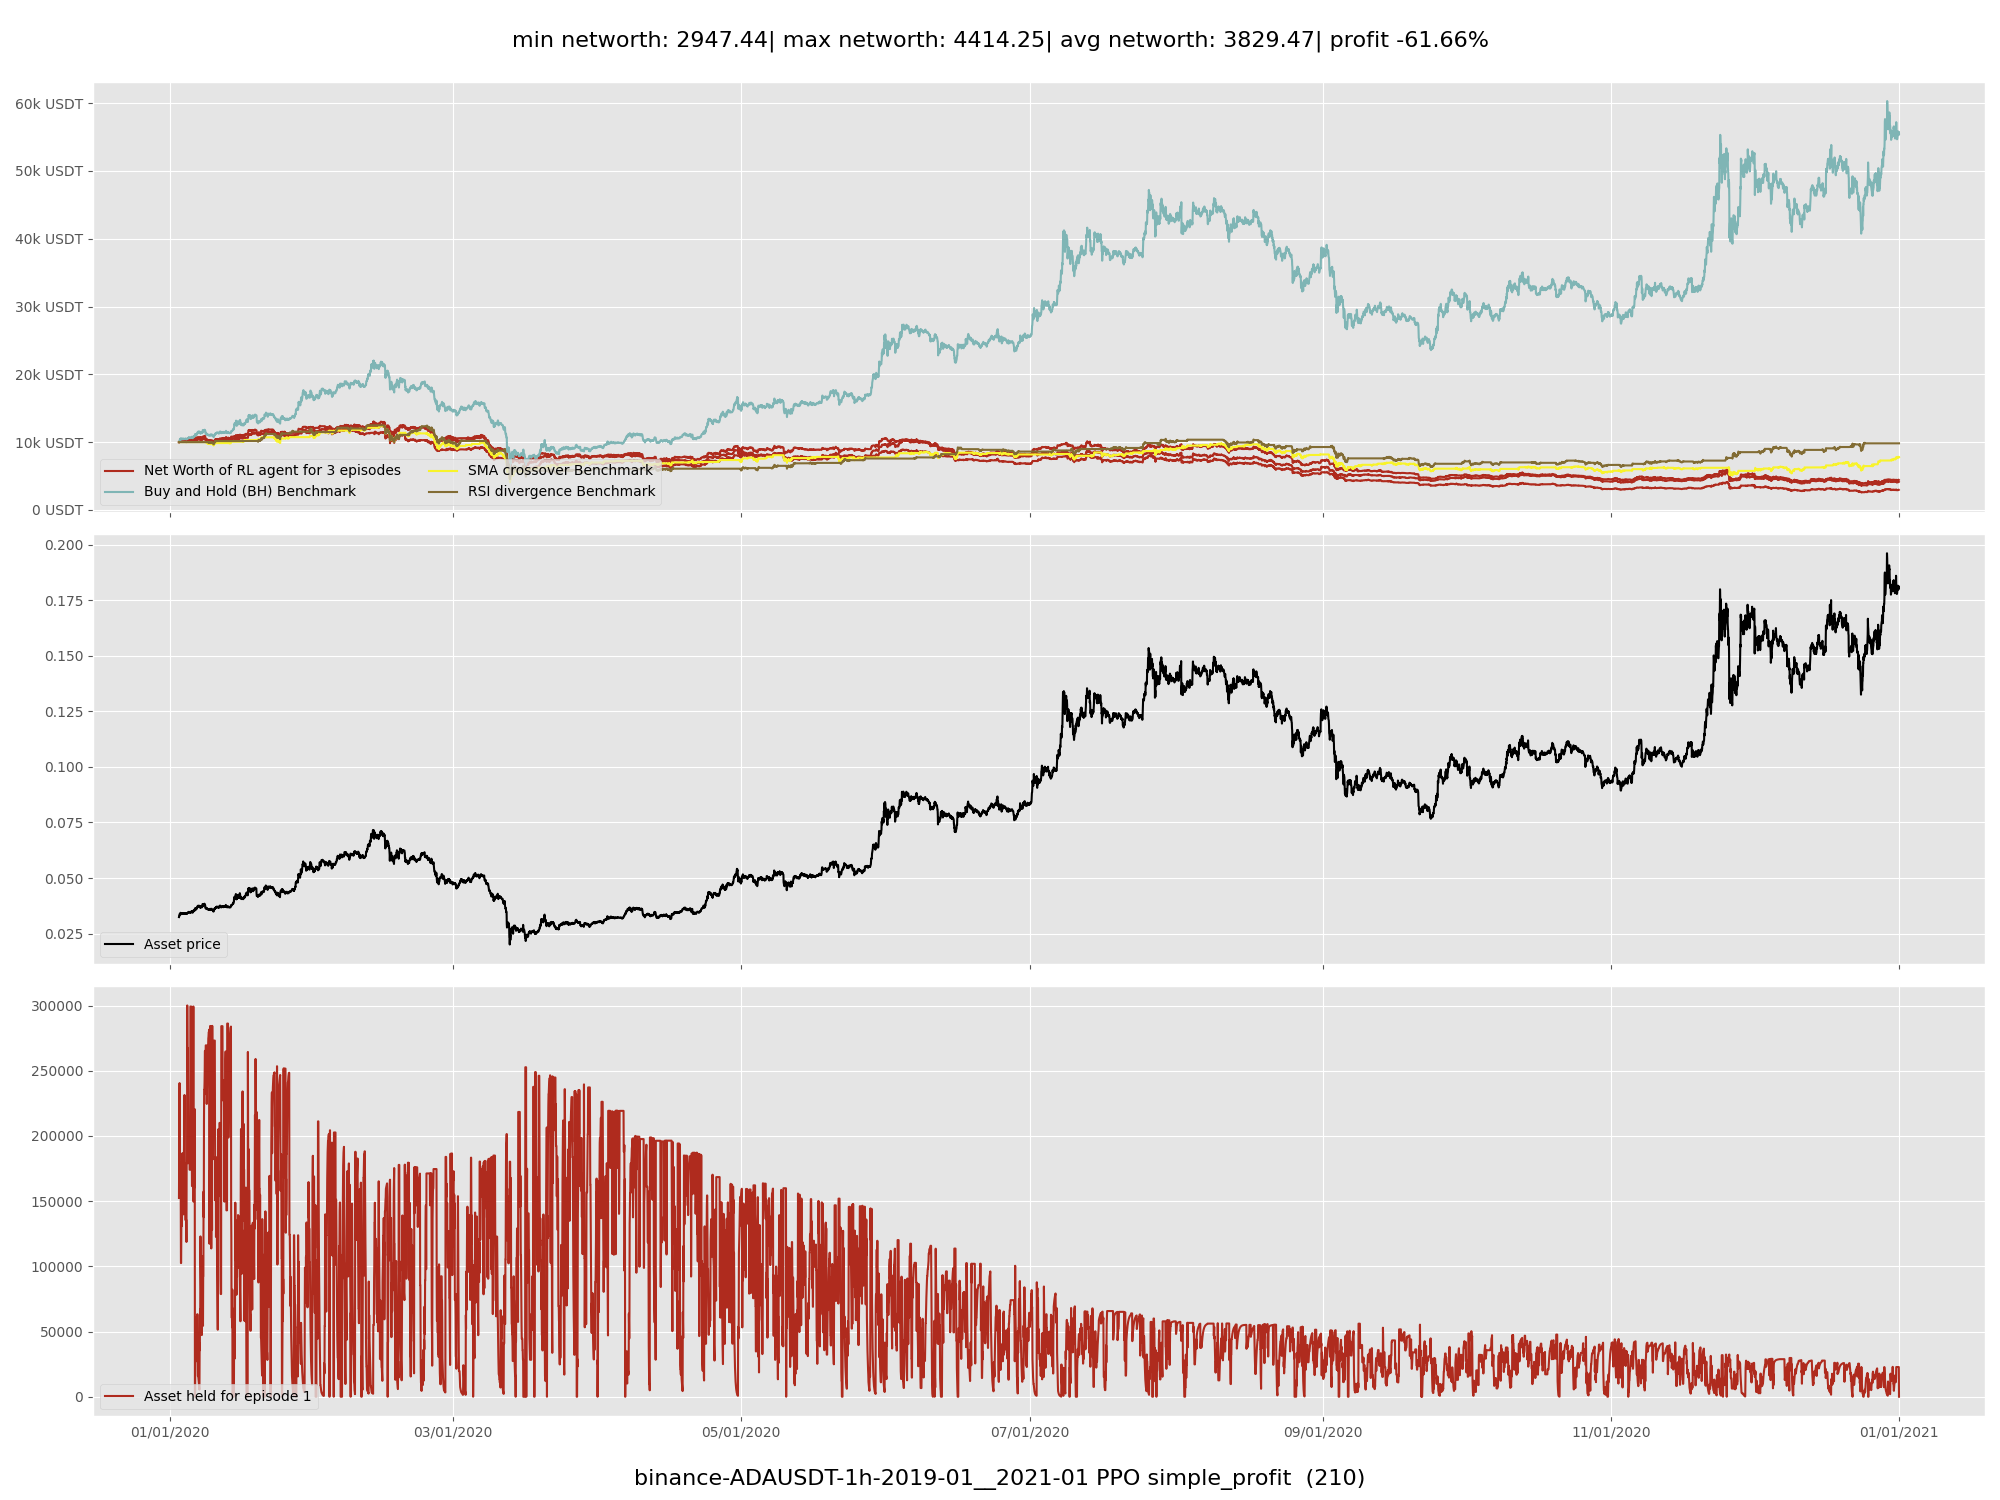 min networth: 2947.44| max networth: 4414.25| avg networth: 3829.47| profit -61.66%
60k USDT
50k USDT
40k USDT
30k USDT
20k USDT
10k USDT
0 USDT
Net Worth of RL agent for 3 episodes
Buy and Hold (BH) Benchmark
SMA crossover Benchmark
RSI divergence Benchmark
0.200
0.175
0.150
0.125
0.100
0.075
0.050
0.025
Asset price
300000
250000
200000
150000
100000
50000
0
Asset held for episode 1
01/01/2020 03/01/2020 05/01/2020 07/01/2020 09/01/2020 11/01/2020 01/01/2021
binance-ADAUSDT-1h-2019-01__2021-01 PPO simple_profit (210)